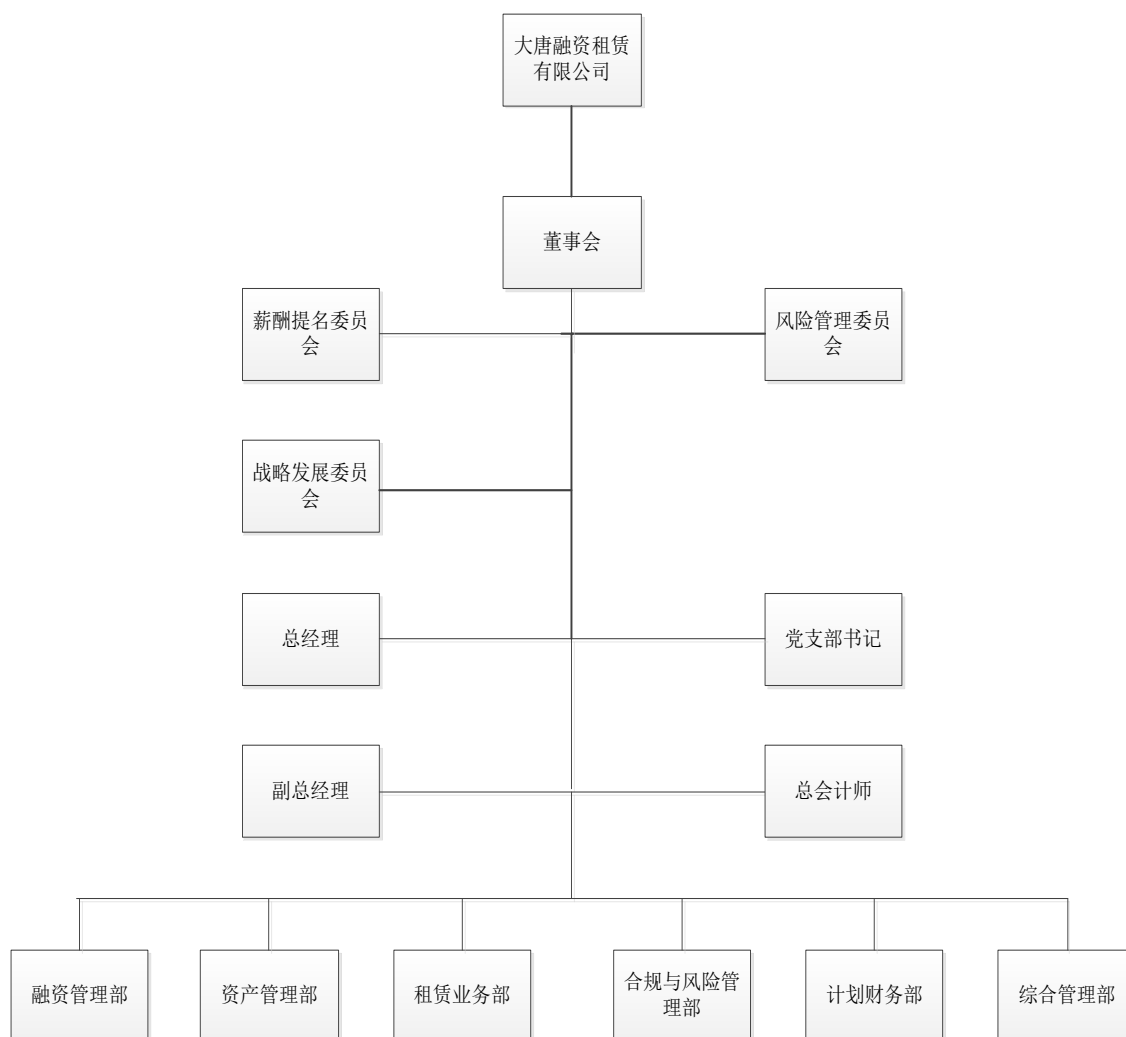 大唐融资租赁
有限公司
董事会
薪酬提名委员
会
风险管理委员
会
战略发展委员
会
总经理
党支部书记
副总经理
总会计师
融资管理部
资产管理部
租赁业务部
合规与风险管
理部
计划财务部
综合管理部